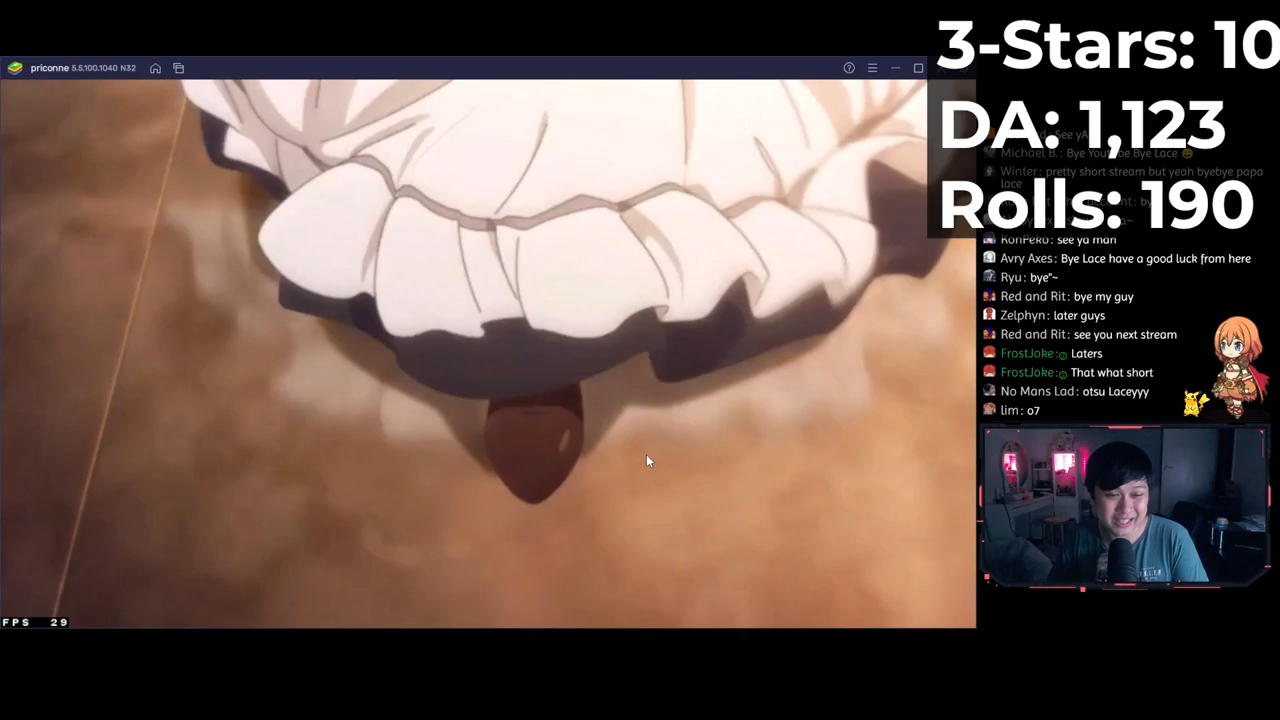 priconne 5.5.100.1040 N32
3-Stars: 10
DA: 1,123
Rolls: 190
See yA
Michael B.: Bye Bye Lace
Winter: pretty short stream but yeah byebye papa
lace
KonPeko: see ya man
Avry Axes: Bye Lace have a good luck from here
Ryu: bye"~
Red and Rit: bye my guy
Zelphyn: later guys
Red and Rit: see you next stream
FrostJoke: Laters
FrostJoke: That what short
No Mans Lad: otsu Laceyyy
lim: o7
FPS 29